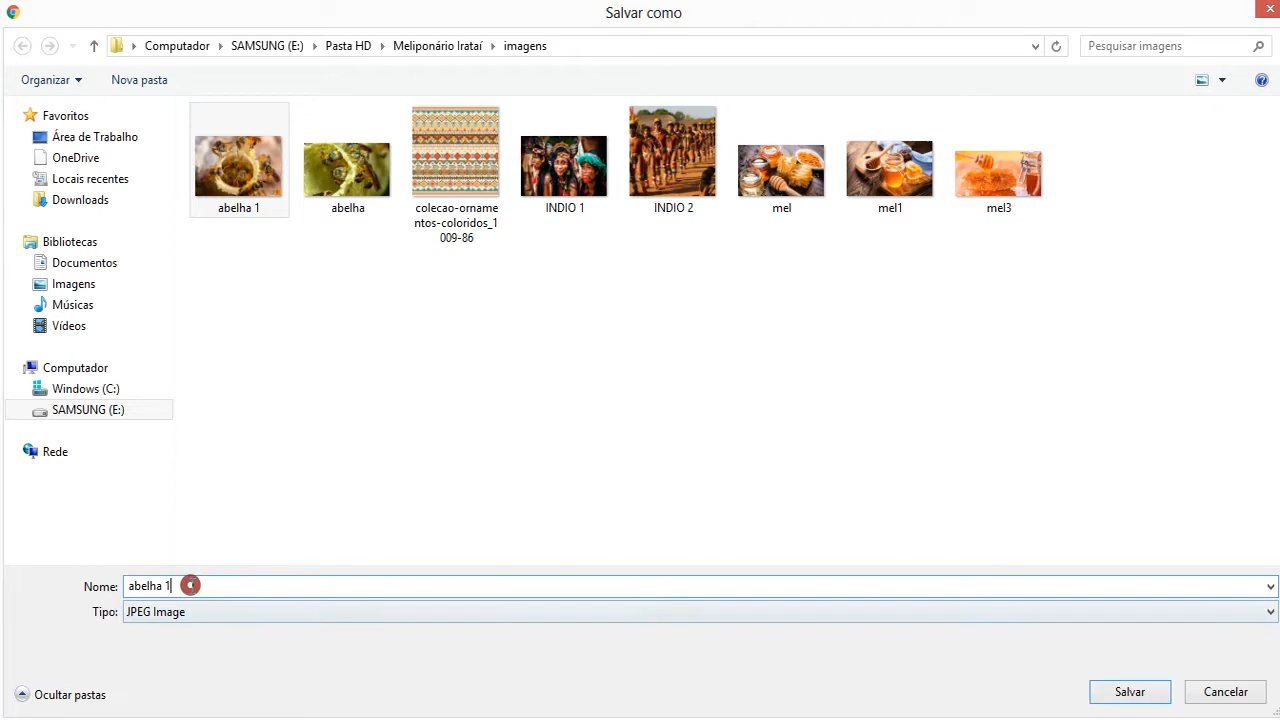 Salvar como
Computador
SAMSUNG (E:)
Pasta HD
Meliponário Irataí
imagens
Pesquisar imagens
Organizar
Nova pasta
Favoritos
Área de Trabalho
OneDrive
Locais recentes
Downloads
Bibliotecas
Documentos
Imagens
Músicas
Vídeos
Computador
Windows (C:)
SAMSUNG (E:)
Rede
abelha 1
abelha
colecao-orname
ntos-coloridos_1
009-86
INDIO 1
INDIO 2
mel
mel1
mel3
Nome: abelha 1
Tipo: JPEG Image
Ocultar pastas
Salvar
Cancelar